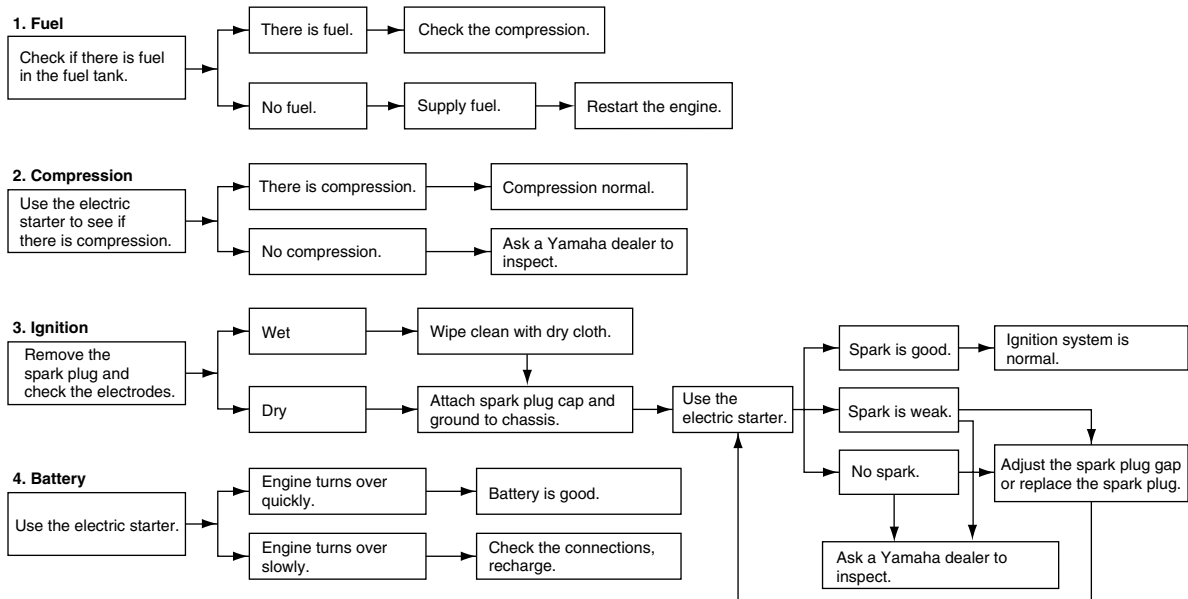 1. Fuel
Check if there is fuel
in the fuel tank.
There is fuel.
Check the compression.
No fuel.
Supply fuel.
Restart the engine.
2. Compression
Use the electric
starter to see if
there is compression.
There is compression.
Compression normal.
No compression.
Ask a Yamaha dealer to
inspect.
3. Ignition
Remove the
spark plug and
check the electrodes.
Wet
Wipe clean with dry cloth.
Dry
Attach spark plug cap and
ground to chassis.
Use the
electric starter.
Spark is good.
Ignition system is
normal.
Spark is weak.
No spark.
Adjust the spark plug gap
or replace the spark plug.
Ask a Yamaha dealer to
inspect.
4. Battery
Use the electric starter.
Engine turns over
quickly.
Battery is good.
Engine turns over
slowly.
Check the connections,
recharge.